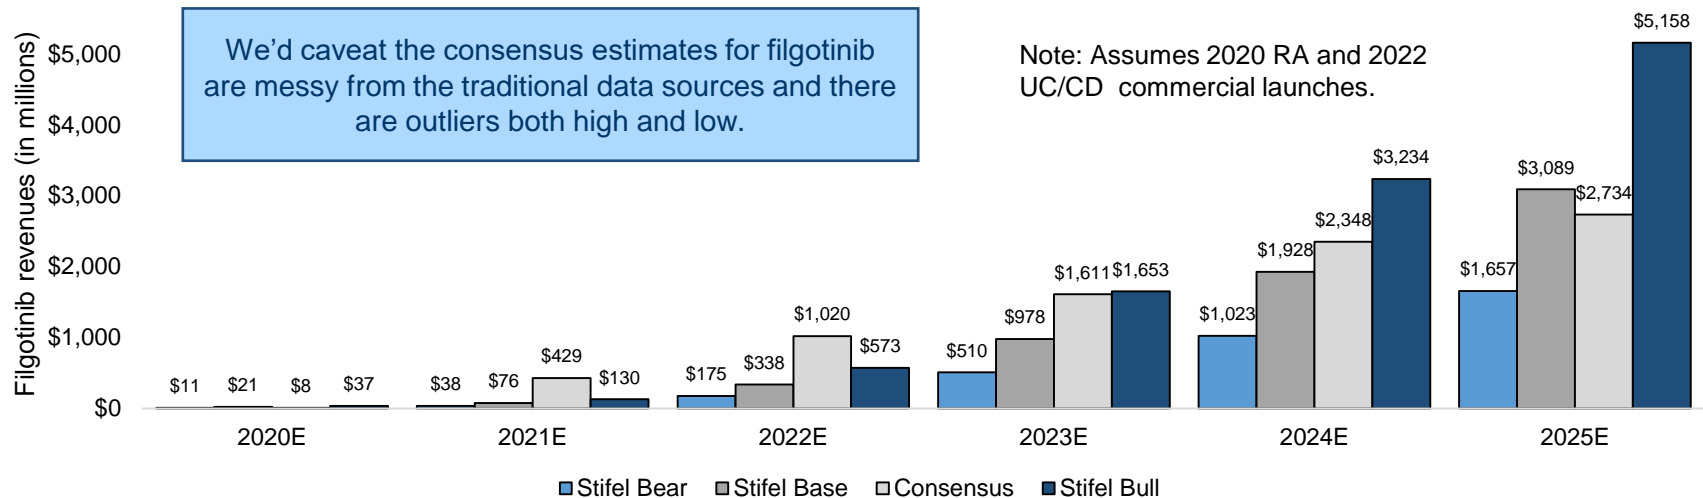 We’d caveat the consensus estimates for filgotinib
are messy from the traditional data sources and there
are outliers both high and low.
Note: Assumes 2020 RA and 2022
UC/CD  commercial launches.
Filgotinib revenues (in millions)
$5,000
$4,000
$3,000
$2,000
$1,000
$0
$11 $21 $8 $37
$38 $76 $429 $130
$175 $338 $1,020 $573
$510 $978 $1,611 $1,653
$1,023 $1,928 $2,348 $3,234
$1,657 $3,089 $2,734 $5,158
2020E 2021E 2022E 2023E 2024E 2025E
Stifel Bear Stifel Base Consensus Stifel Bull